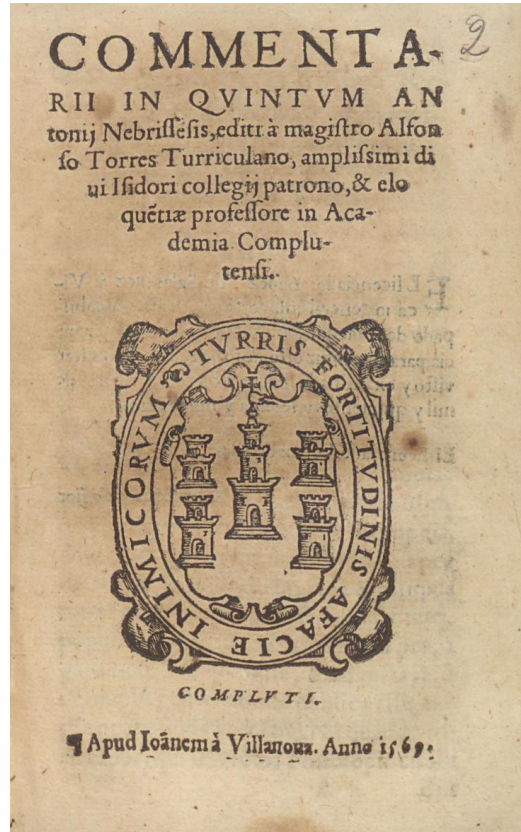 COMMENTA-
2
RII IN QVINTVM AN
tonij Nebrissẽsis, editi à magistro Alfon
so Torres Turriculano, amplissimi di
ui Isidori collegij patrono, & elo
quẽtiæ professore in Aca-
demia Complu-
tensi.
TVRRIS FORTITVDINIS AFACIE INIMICORVM
COMPLVTI.
¶ Apud Ioãnem à Villanoua. Anno 1569.